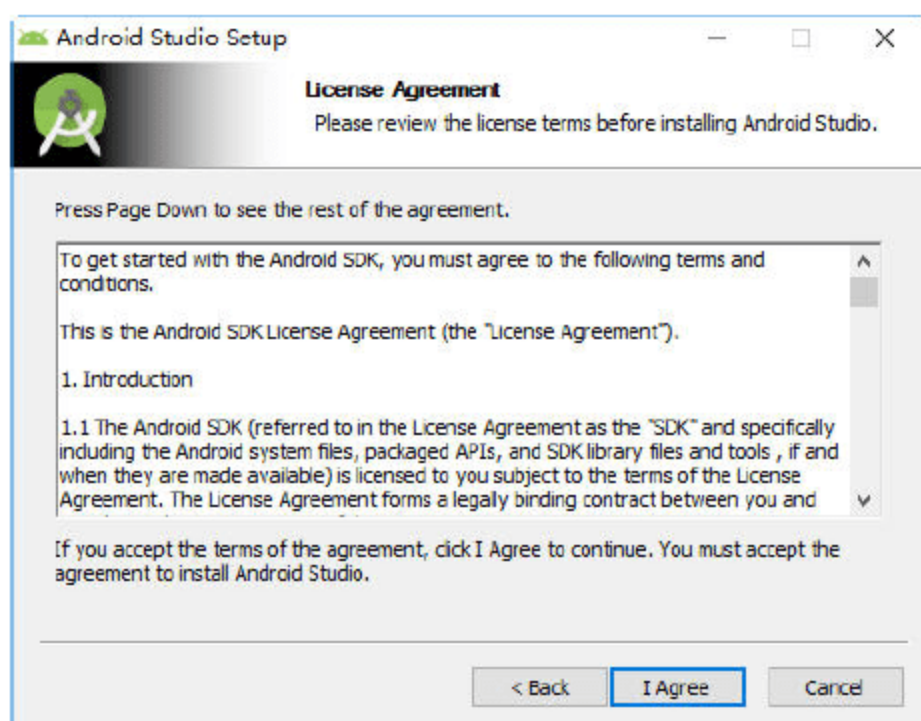 Android Studio Setup
License Agreement
Please review the license terms before installing Android Studio.
Press Page Down to see the rest of the agreement.
To get started with the Android SDK, you must agree to the following terms and
conditions.
This is the Android SDK License Agreement (the "License Agreement").
1. Introduction
1.1 The Android SDK (referred to in the License Agreement as the "SDK" and specifically
including the Android system files, packaged APIs, and SDK library files and tools , if and
when they are made available) is licensed to you subject to the terms of the License
Agreement. The License Agreement forms a legally binding contract between you and
If you accept the terms of the agreement, click I Agree to continue. You must accept the
agreement to install Android Studio.
< Back
I Agree
Cancel